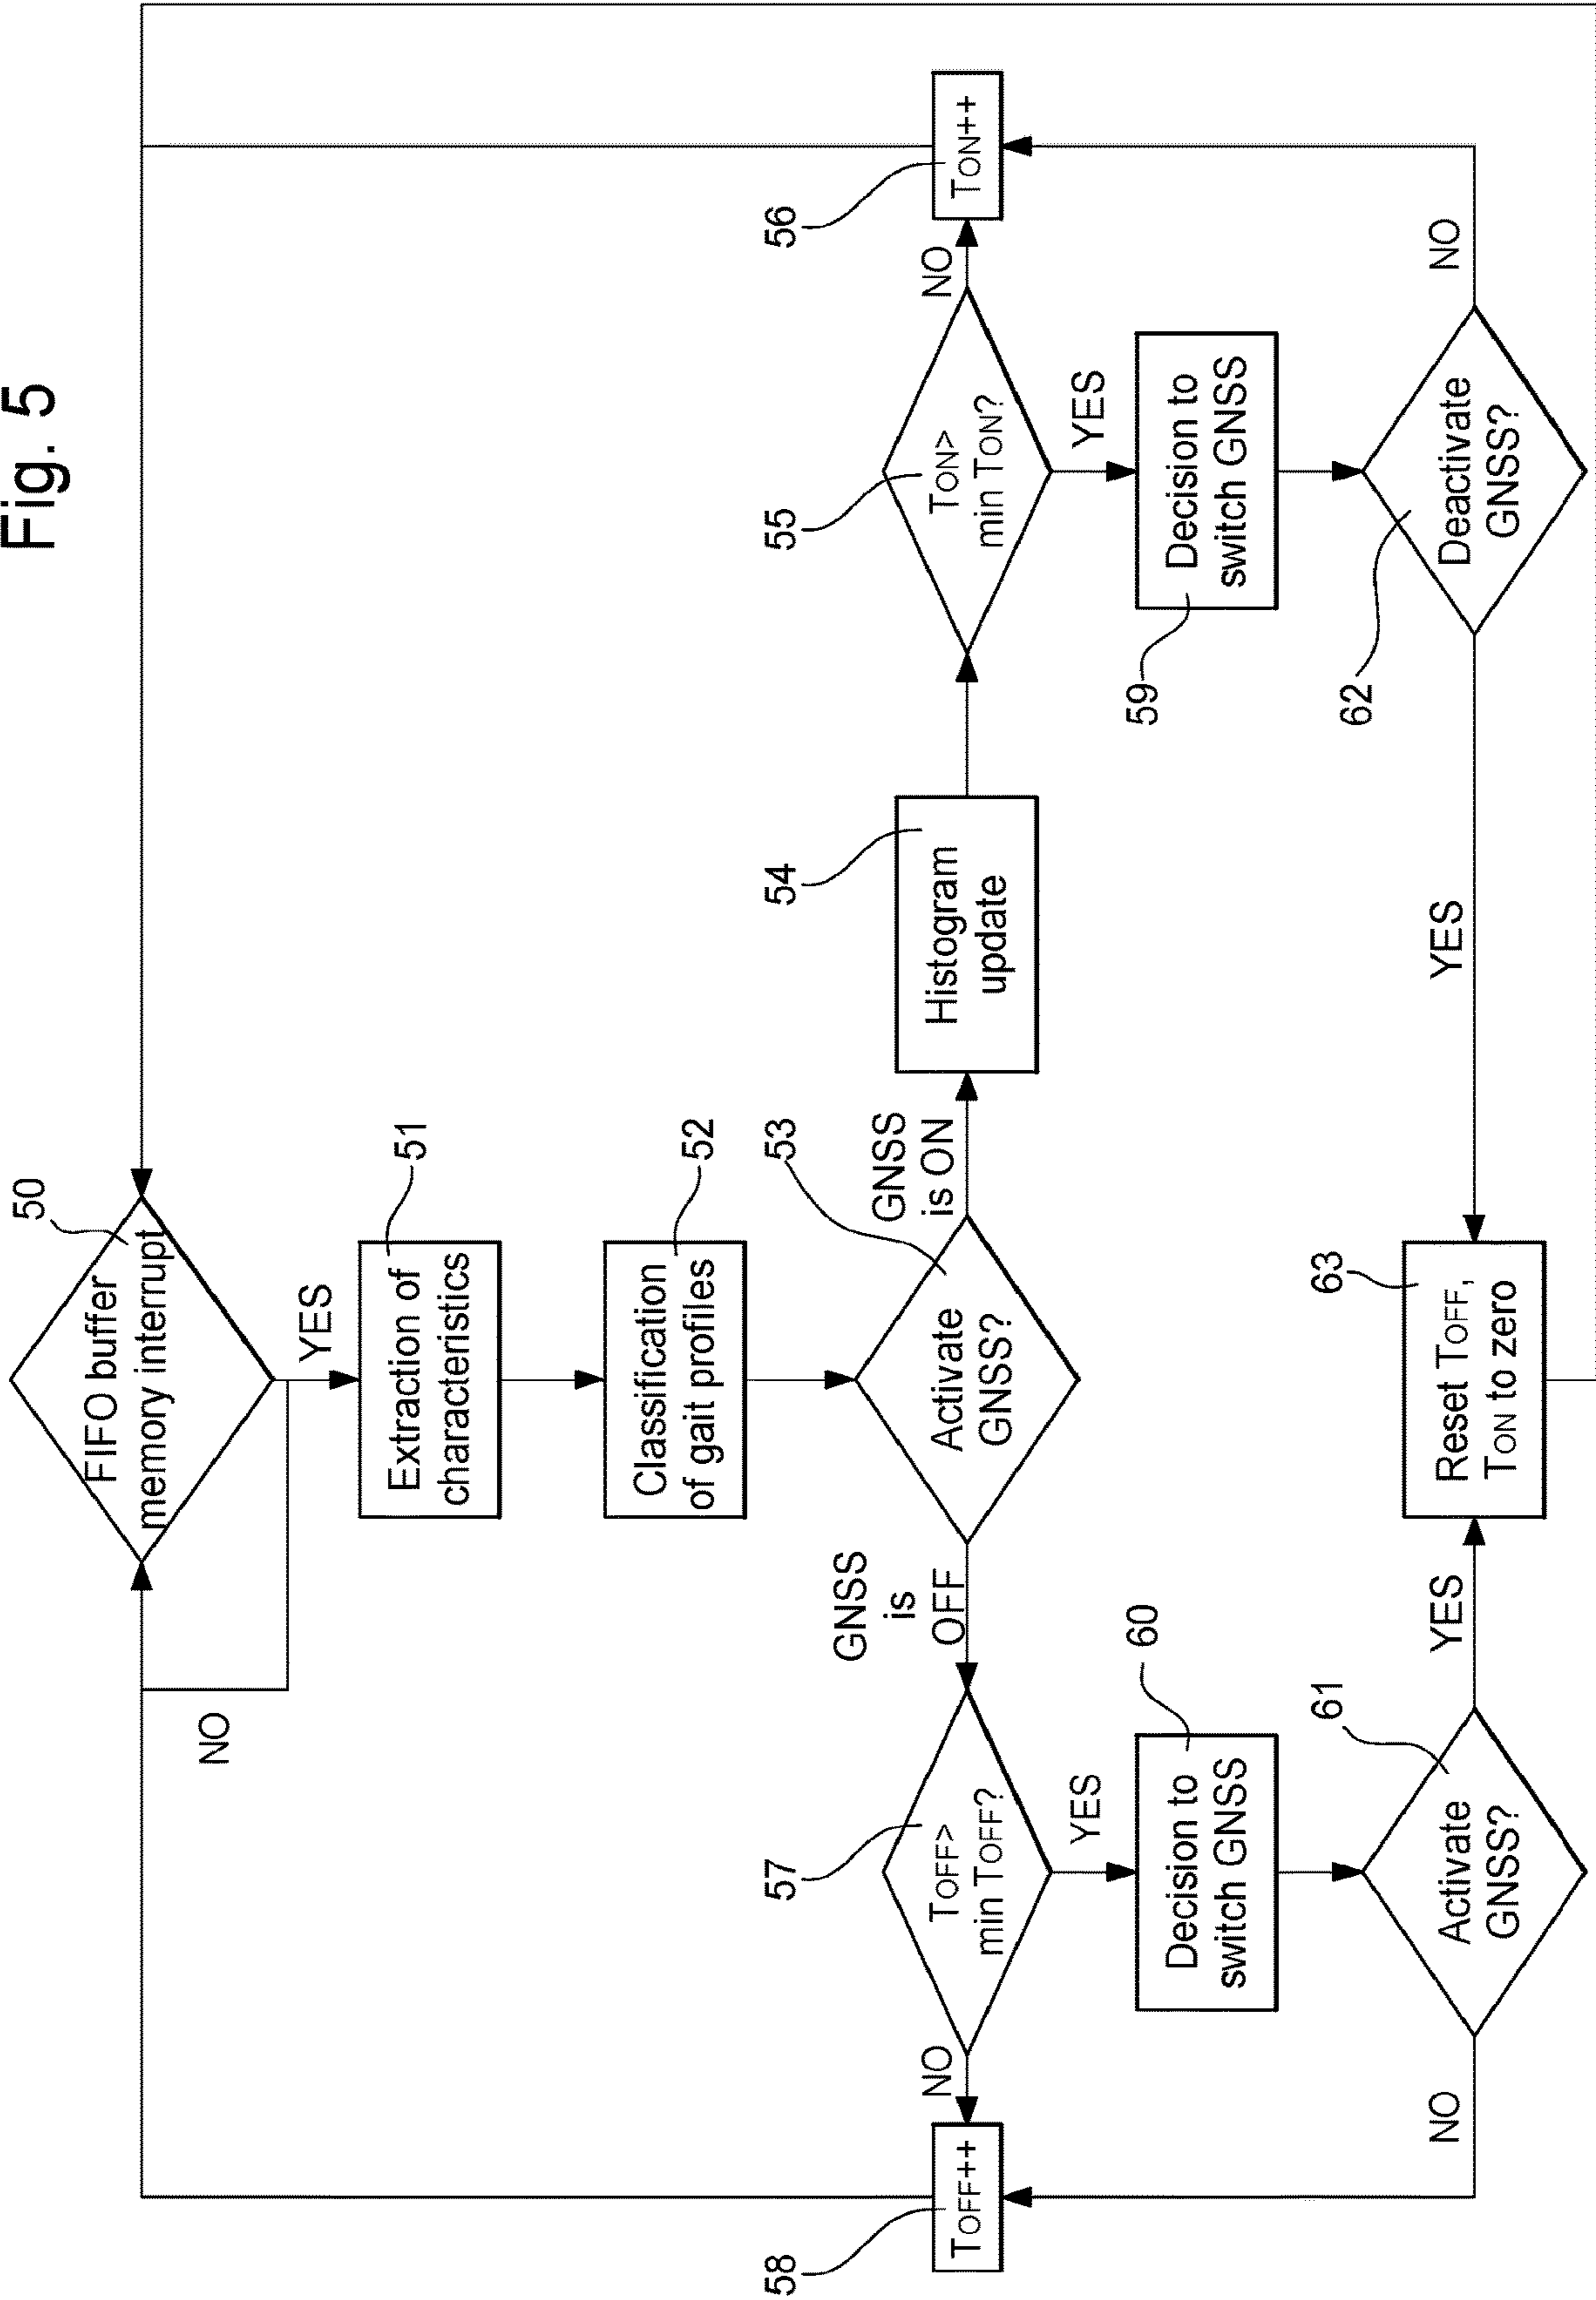 Fig. 5
50
FIFO buffer
memory interrupt
NO
YES
51
Extraction of
characteristics
52
Classification
of gait profiles
53
Activate
GNSS?
GNSS
is
OFF
GNSS
is ON
54
Histogram
update
55
TON>
min TON?
NO
56
TON++
YES
57
TOFF>
min TOFF?
NO
58
TOFF++
YES
59
Decision to
switch GNSS
60
Decision to
switch GNSS
61
Activate
GNSS?
NO
YES
62
Deactivate
GNSS?
NO
YES
63
Reset TOFF,
TON to zero